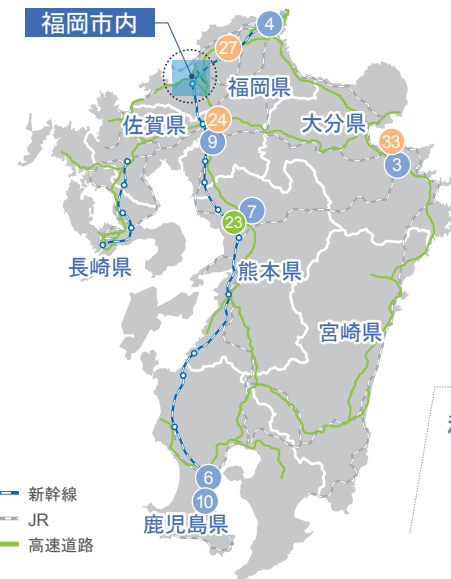 福岡市内
4
27
福岡県
佐賀県
24
大分県
9
33
3
7
23
長崎県
熊本県
宮崎県
6
新幹線
10
JR
鹿児島県
高速道路